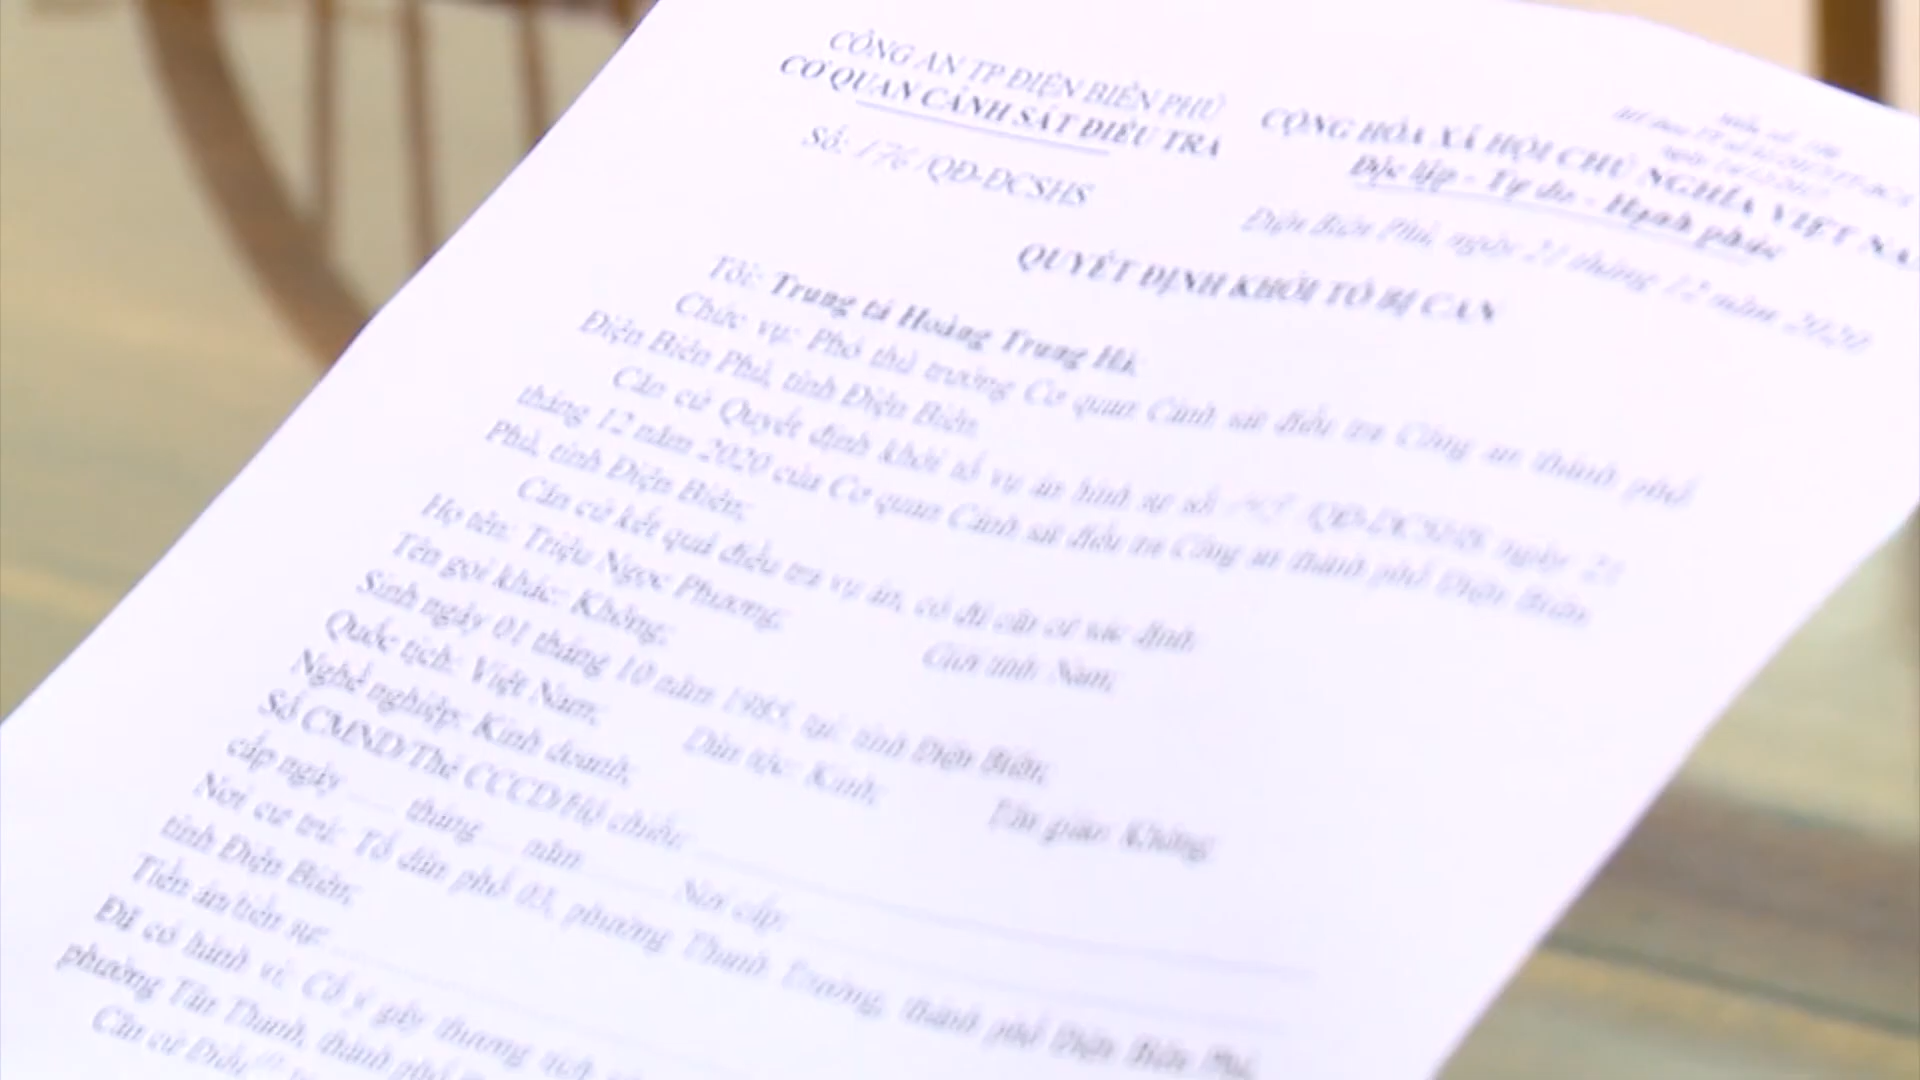 CÔNG AN TP ĐIỆN BIÊN PHỦ
CƠ QUAN CẢNH SÁT ĐIỀU TRA
Số: 176 /QĐ-ĐCSHS
CỘNG HÒA XÃ HỘI CHỦ NGHĨA VIỆT NA
Độc lập - Tự do - Hạnh phúc
Điện Biên Phủ, ngày 21 tháng 12 năm 2020
QUYẾT ĐỊNH KHỞI TỐ BỊ CAN
Tôi: Trung tá Hoàng Trung Hà
Chức vụ: Phó thủ trưởng Cơ quan Cảnh sát điều tra Công an thành phố
Điện Biên Phủ, tỉnh Điện Biên.
Căn cứ Quyết định khởi tố vụ án hình sự số QĐ-ĐCSHS ngày 21
tháng 12 năm 2020 của Cơ quan Cảnh sát điều tra Công an thành phố Điện Biên
Phủ, tỉnh Điện Biên;
Căn cứ kết quả điều tra vụ án, có đủ căn cứ xác định:
Họ tên: Triệu Ngọc Phương; Giới tính: Nam;
Tên gọi khác: Không;
Sinh ngày 01 tháng 10 năm 1985, tại: tỉnh Điện Biên;
Quốc tịch: Việt Nam; Dân tộc: Kinh; Tôn giáo: Không;
Nghề nghiệp: Kinh doanh;
Số CMND/Thẻ CCCD/Hộ chiếu:
cấp ngày tháng năm Nơi cấp:
Nơi cư trú: Tổ dân phố 03, phường Thanh Trường, thành phố Điện Biên Phủ,
tỉnh Điện Biên;
Tiền án/tiền sự:
Đã có hành vi: Cố ý gây thương tích
phường Tân Thanh, thành phố
Căn cứ Điều